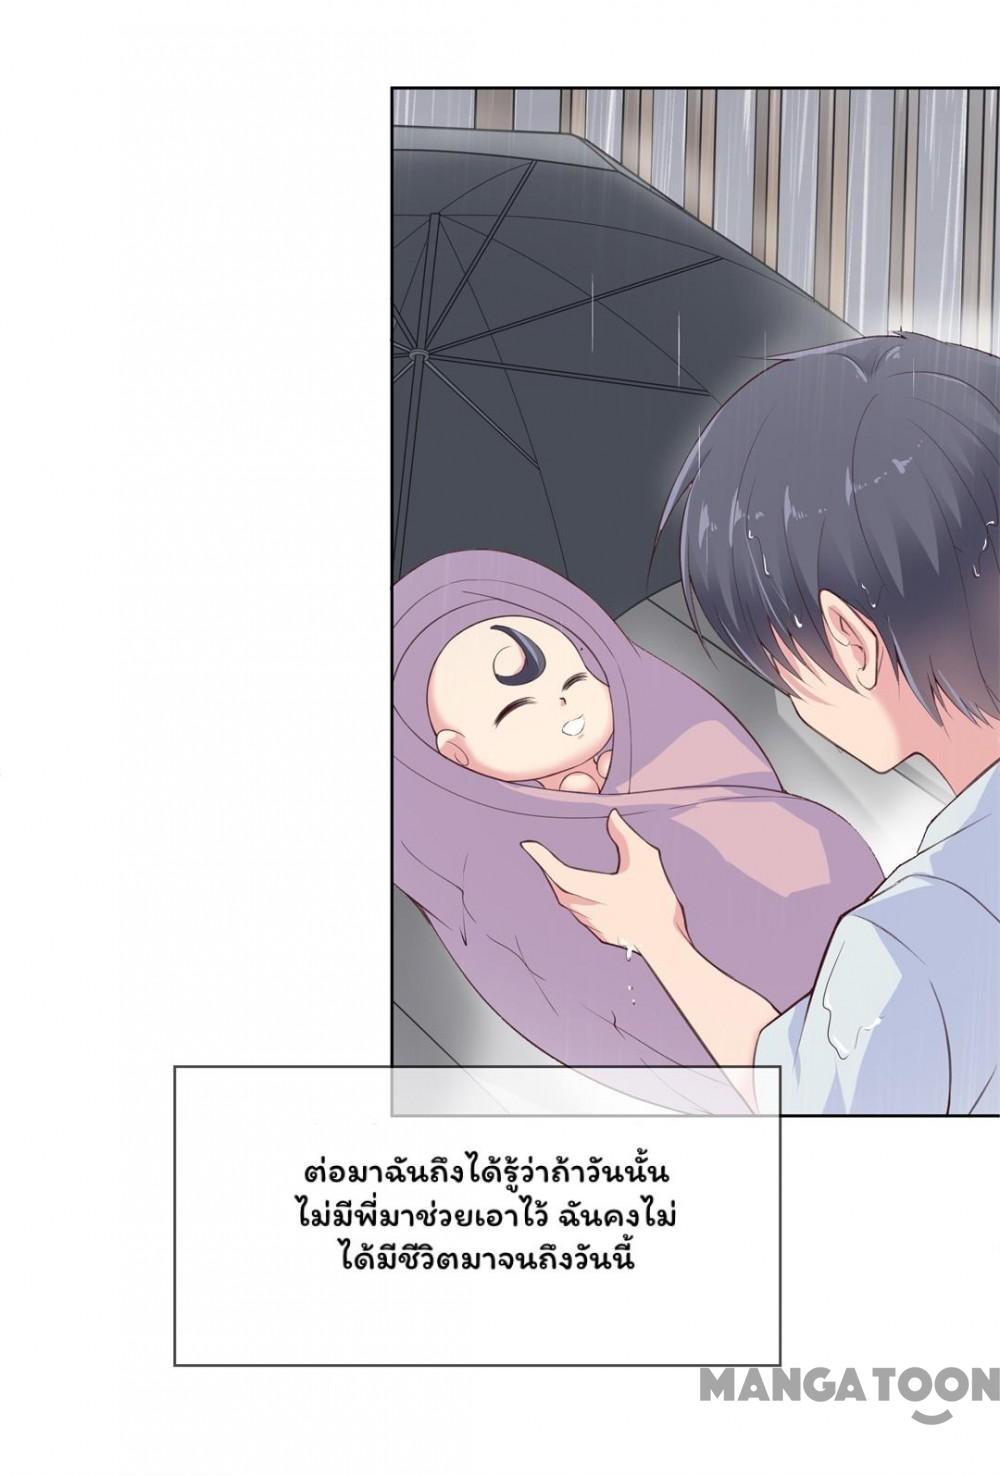 ต่อมาฉันถึงได้รู้ว่าถ้าวันนั้น
ไม่มีพี่มาช่วยเอาไว้ ฉันคงไม่
ได้มีชีวิตมาจนถึงวันนี้
MANGATOON